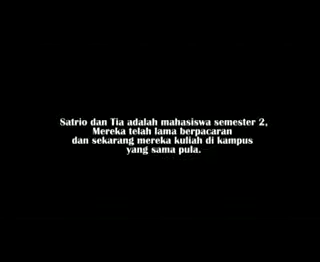 Satrio dan Tia adalah mahasiswa semester 2,
Mereka telah lama berpacaran
dan sekarang mereka kuliah di kampus
yang sama pula.